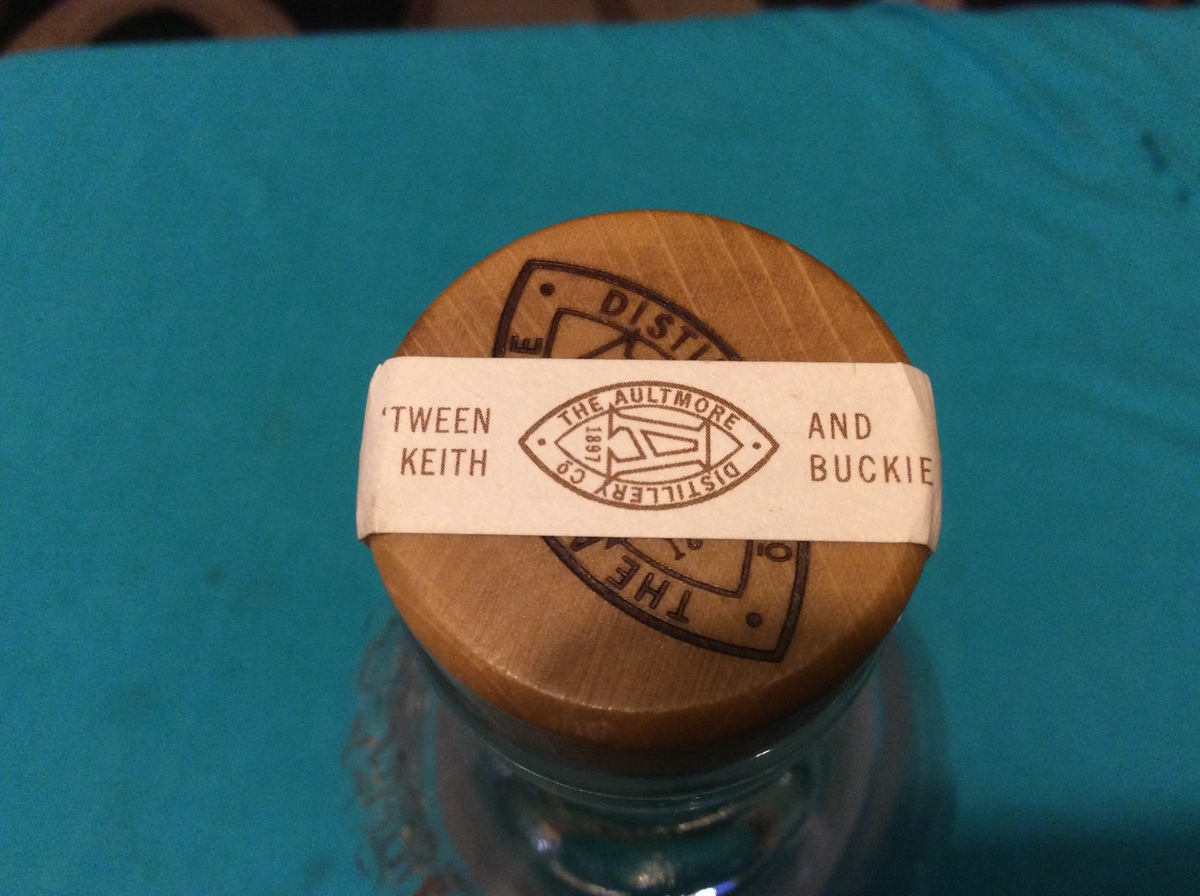 DISTI
E
'TWEEN
KEITH
THE AULTMORE
1897
A
DISTILLERY Cº
AND
BUCKIE
THE A
º